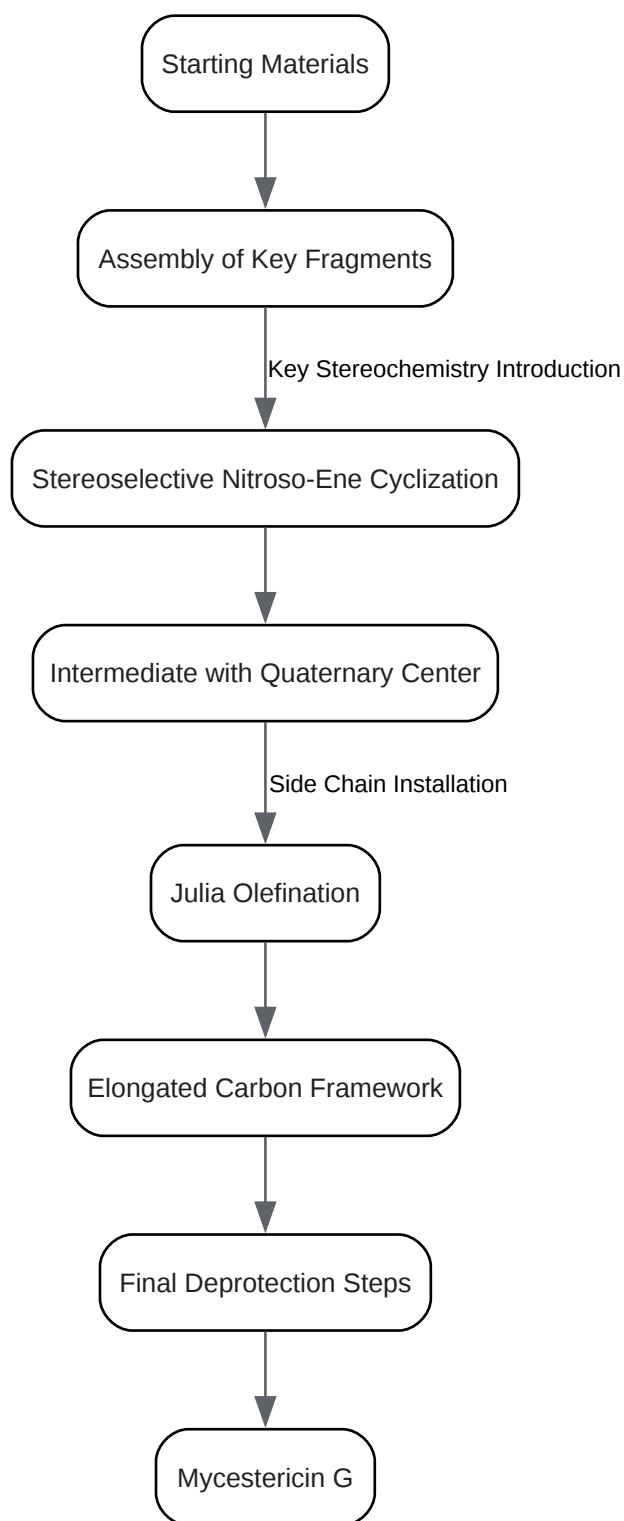 Starting Materials
Assembly of Key Fragments
Key Stereochemistry Introduction
Stereoselective Nitroso-Ene Cyclization
Intermediate with Quaternary Center
Side Chain Installation
Julia Olefination
Elongated Carbon Framework
Final Deprotection Steps
Mycestericin G